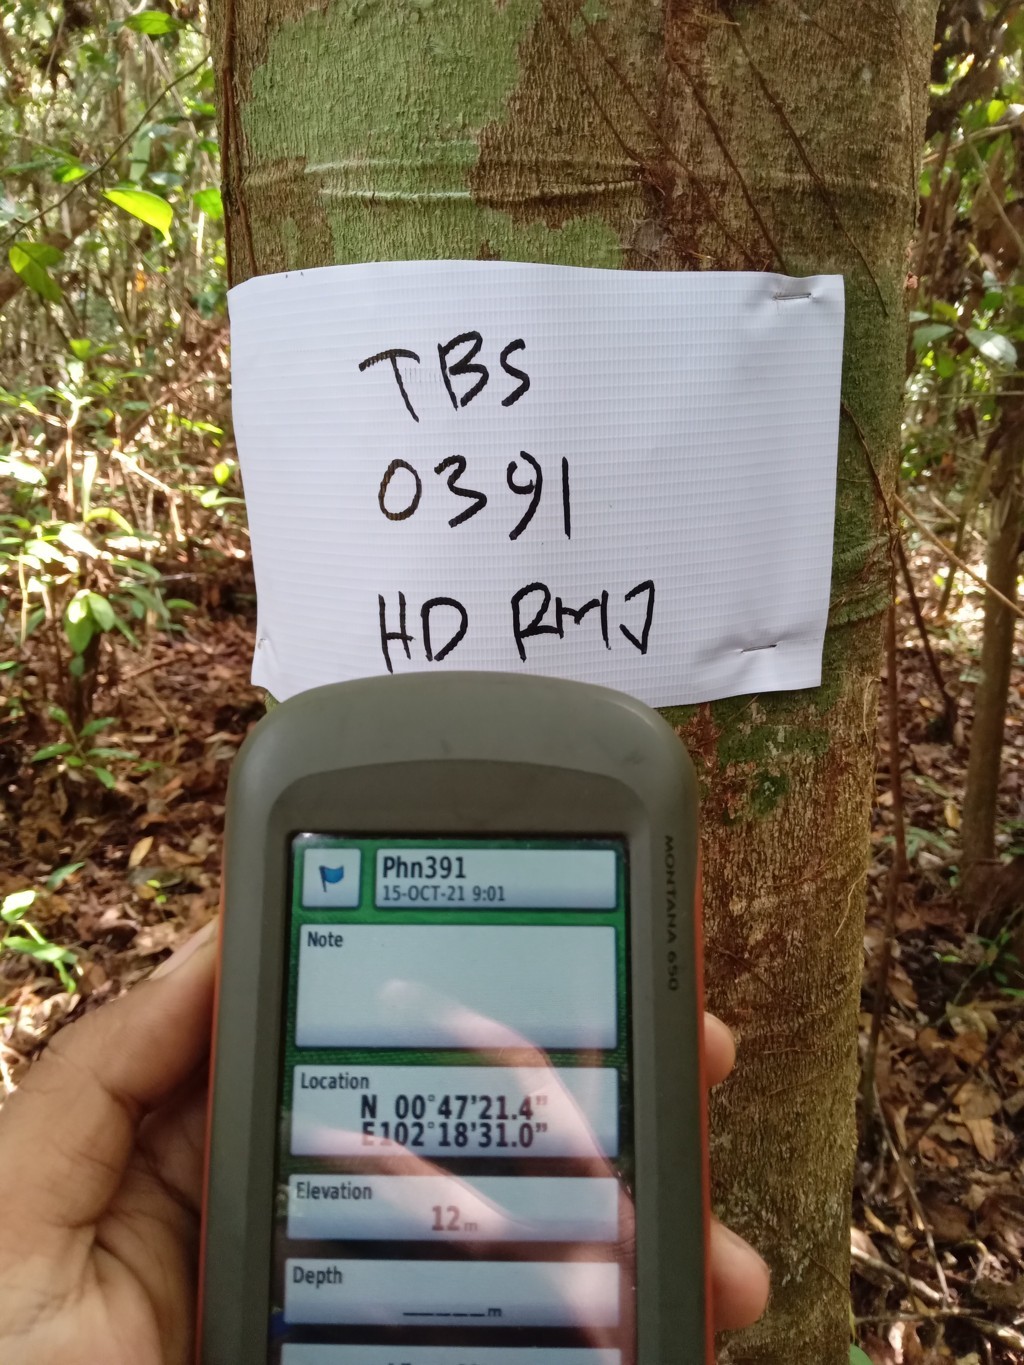 TBS
0391
HD RMJ
MONTANA 650
Phn391
15-OCT-21 9:01
Note
Location
N 00°47'21.4"
E102°18'31.0"
Elevation
12m
Depth
_____m